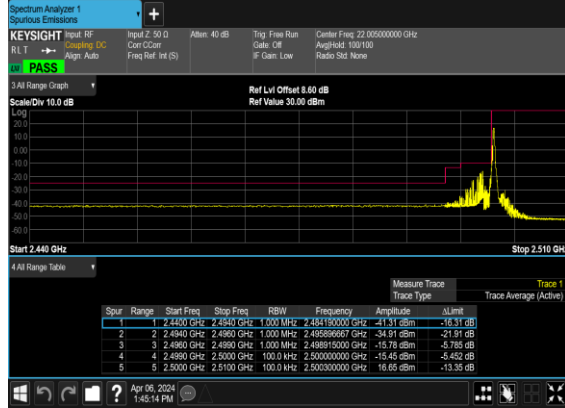 Spectrum Analyzer 1
Spurious Emissions
+
KEYSIGHT Input: RF Input Z: 50 Ω Atten: 40 dB Trig: Free Run Center Freq: 22.005000000 GHz
RLT Coupling: DC Corr CCorr Gate: Off Avg|Hold: 100/100
Align: Auto Freq Ref: Int (S) IF Gain: Low Radio Std: None
PASS
3 All Range Graph
Ref Lvl Offset 8.60 dB
Scale/Div 10.0 dB Ref Value 30.00 dBm
Log
20.0
10.0
0.00
-10.0
-20.0
-30.0
-40.0
-50.0
-60.0
Start 2.440 GHz Stop 2.510 GH
4 All Range Table
Measure Trace Trace 1
Trace Type Trace Average (Active)
Spur Range Start Freq Stop Freq RBW Frequency Amplitude ΔLimit
1 1 2.4400 GHz 2.4940 GHz 1.000 MHz 2.484190000 GHz -41.31 dBm -16.31 dB
2 2 2.4940 GHz 2.4960 GHz 1.000 MHz 2.495896667 GHz -34.91 dBm -21.91 dB
3 3 2.4960 GHz 2.4990 GHz 1.000 MHz 2.498915000 GHz -15.78 dBm -5.785 dB
4 4 2.4990 GHz 2.5000 GHz 100.0 kHz 2.500000000 GHz -15.45 dBm -5.452 dB
5 5 2.5000 GHz 2.5100 GHz 100.0 kHz 2.500300000 GHz 16.65 dBm -13.35 dB
? Apr 06, 2024
1:45:14 PM